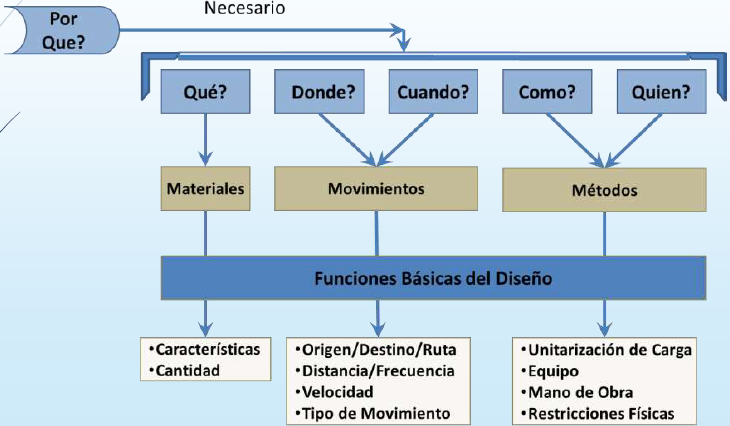 Necesario
Por
Que?
Qué?
Donde?
Cuando?
Como?
Quien?
Materiales
Movimientos
Métodos
Funciones Básicas del Diseño
•Características
•Cantidad
•Origen/Destino/Ruta
•Distancia/Frecuencia
•Velocidad
•Tipo de Movimiento
•Unitarización de Carga
•Equipo
•Mano de Obra
•Restricciones Físicas